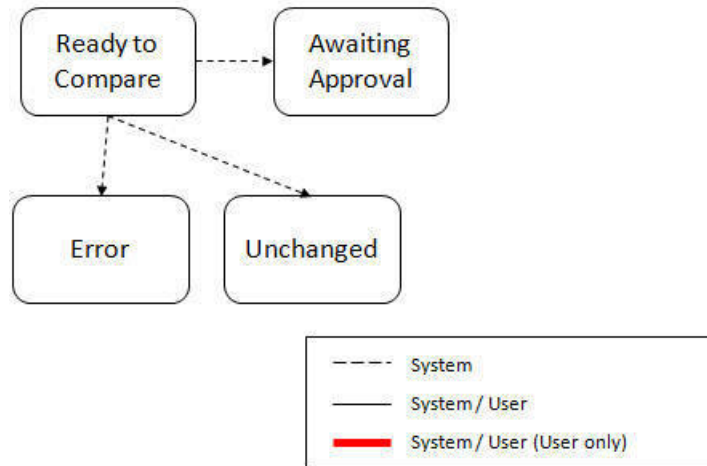 Ready to
Compare
Awaiting
Approval
Error
Unchanged
System
System / User
System / User (User only)